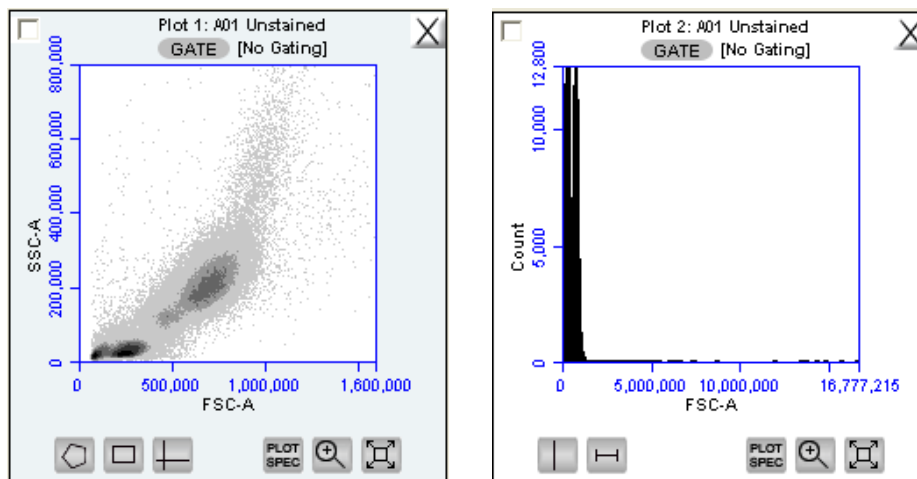 Plot 1: A01 Unstained
GATE [No Gating]
800,000
600,000
400,000
200,000
0
SSC-A
0 500,000 1,000,000 1,600,000
FSC-A
PLOT
SPEC
Plot 2: A01 Unstained
GATE [No Gating]
12,800
10,000
5,000
0
Count
0 5,000,000 10,000,000 16,777,215
FSC-A
PLOT
SPEC